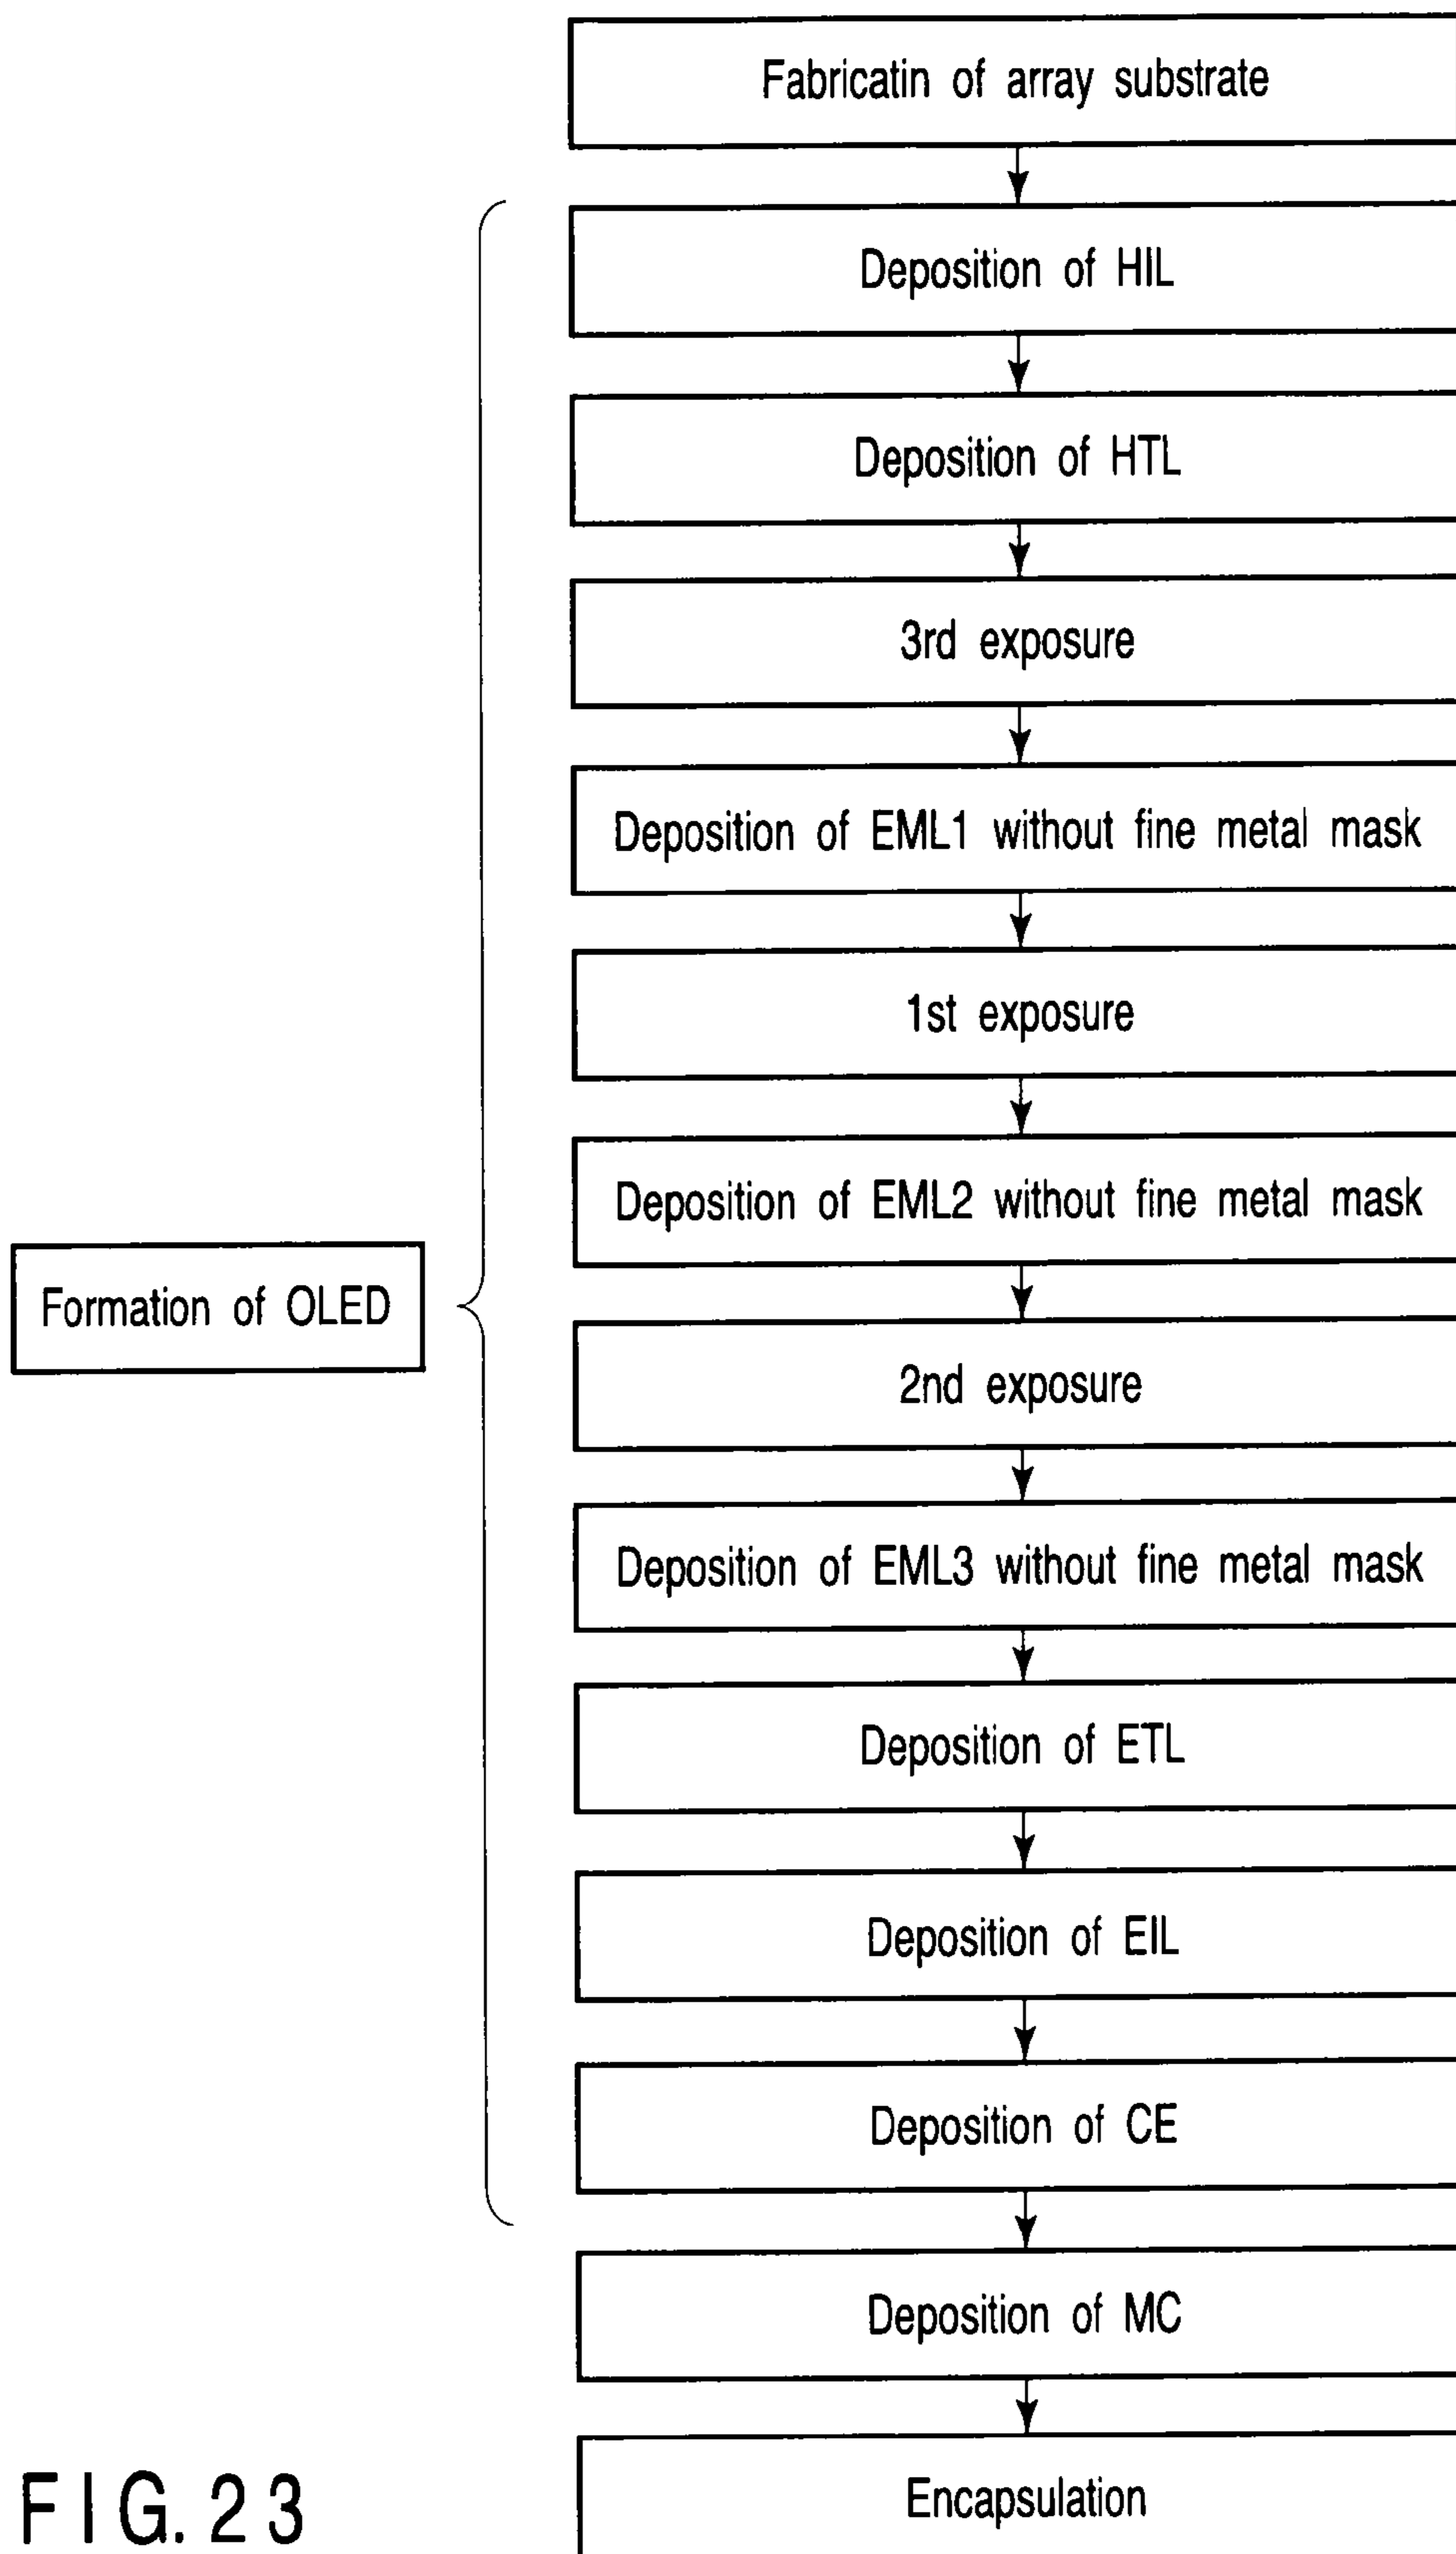 Fabricatin of array substrate
Deposition of HIL
Deposition of HTL
3rd exposure
Deposition of EML1 without fine metal mask
1st exposure
Deposition of EML2 without fine metal mask
Formation of OLED
2nd exposure
Deposition of EML3 without fine metal mask
Deposition of ETL
Deposition of EIL
Deposition of CE
Deposition of MC
Encapsulation
FIG. 23